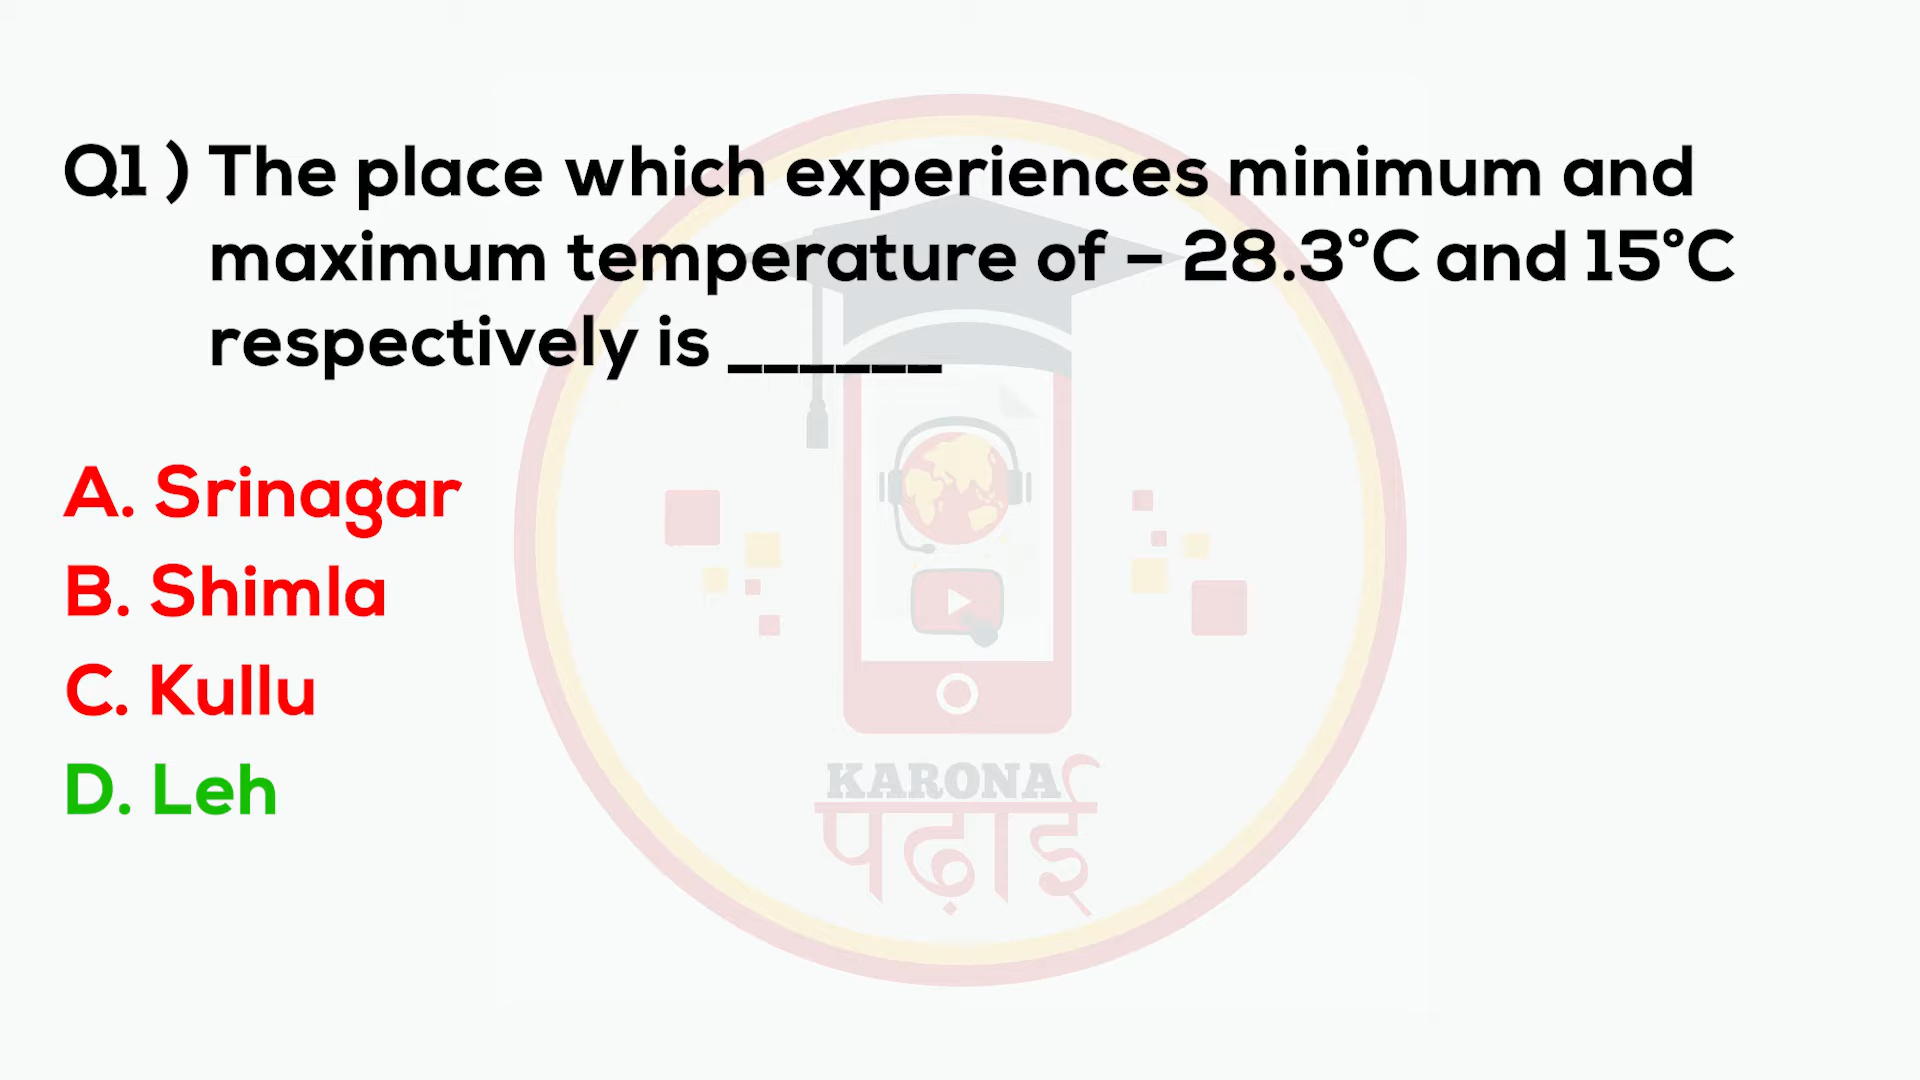 Q1 ) The place which experiences minimum and
maximum temperature of – 28.3°C and 15°C
respectively is ______
A. Srinagar
B. Shimla
C. Kullu
D. Leh
KARONA
पढ़ाई